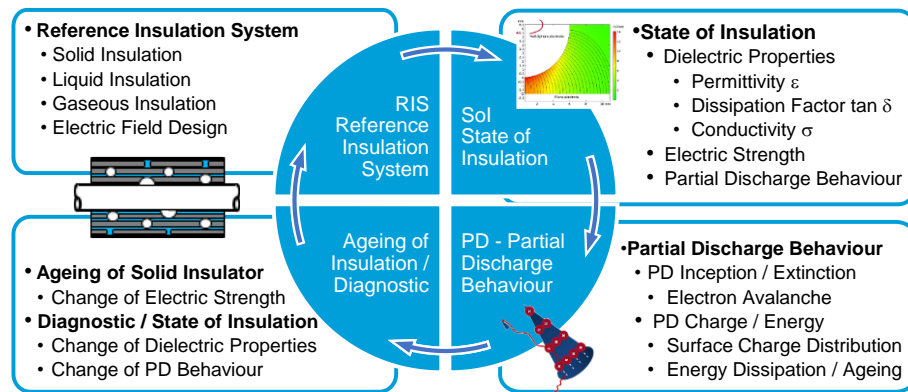 • Reference Insulation System
• Solid Insulation
• Liquid Insulation
• Gaseous Insulation
• Electric Field Design
RIS
Reference
Insulation
System
SoI
State of
Insulation
•State of Insulation
• Dielectric Properties
• Permittivity ε
• Dissipation Factor tan δ
• Conductivity σ
• Electric Strength
• Partial Discharge Behaviour
Ageing of
Insulation /
Diagnostic
PD - Partial
Discharge
Behaviour
• Ageing of Solid Insulator
• Change of Electric Strength
• Diagnostic / State of Insulation
• Change of Dielectric Properties
• Change of PD Behaviour
•Partial Discharge Behaviour
• PD Inception / Extinction
• Electron Avalanche
• PD Charge / Energy
• Surface Charge Distribution
• Energy Dissipation / Ageing